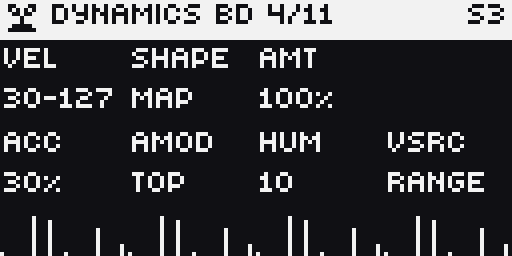 DYNAMICS BD 4/11 S3
VEL SHAPE AMT
30-127 MAP 100%
ACC AMOD HUM VSRC
30% TOP 10 RANGE